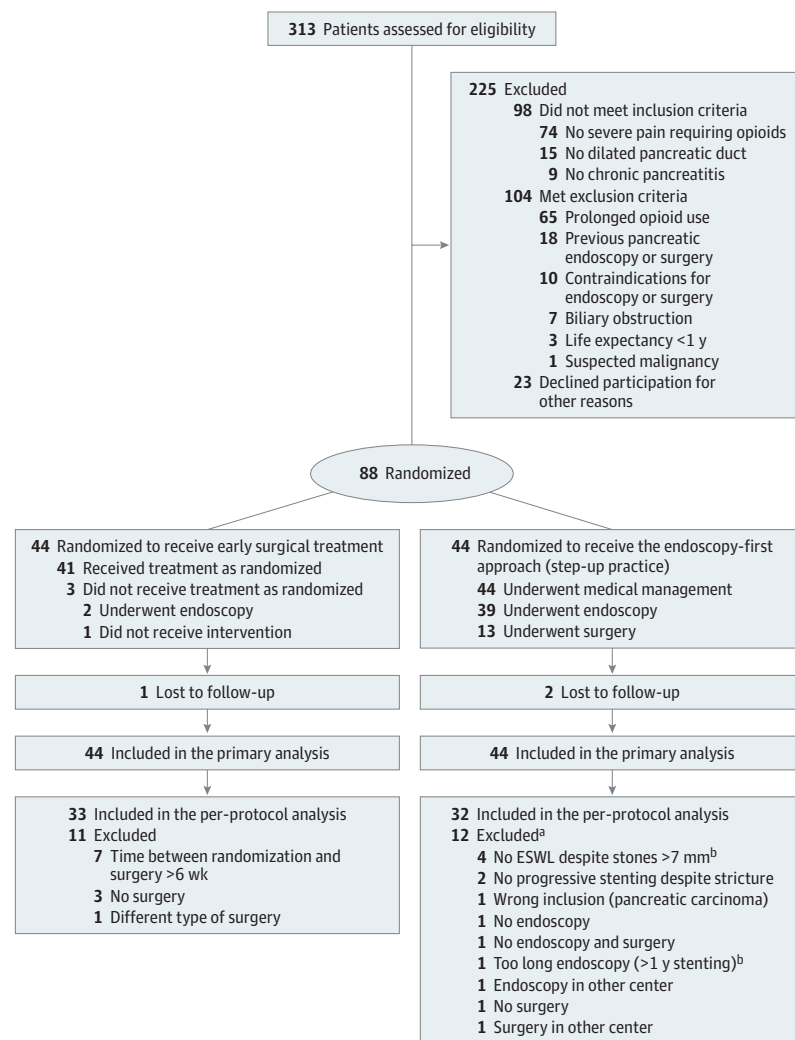 313 Patients assessed for eligibility
225 Excluded
98 Did not meet inclusion criteria
74 No severe pain requiring opioids
15 No dilated pancreatic duct
9 No chronic pancreatitis
104 Met exclusion criteria
65 Prolonged opioid use
18 Previous pancreatic
endoscopy or surgery
10 Contraindications for
endoscopy or surgery
7 Biliary obstruction
3 Life expectancy <1 y
1 Suspected malignancy
23 Declined participation for
other reasons
88 Randomized
44 Randomized to receive early surgical treatment
41 Received treatment as randomized
3 Did not receive treatment as randomized
2 Underwent endoscopy
1 Did not receive intervention
44 Randomized to receive the endoscopy-first
approach (step-up practice)
44 Underwent medical management
39 Underwent endoscopy
13 Underwent surgery
1 Lost to follow-up
2 Lost to follow-up
44 Included in the primary analysis
44 Included in the primary analysis
33 Included in the per-protocol analysis
11 Excluded
7 Time between randomization and
surgery >6 wk
3 No surgery
1 Different type of surgery
32 Included in the per-protocol analysis
12 Excludedᵃ
4 No ESWL despite stones >7 mmᵇ
2 No progressive stenting despite stricture
1 Wrong inclusion (pancreatic carcinoma)
1 No endoscopy
1 No endoscopy and surgery
1 Too long endoscopy (>1 y stenting)ᵇ
1 Endoscopy in other center
1 No surgery
1 Surgery in other center